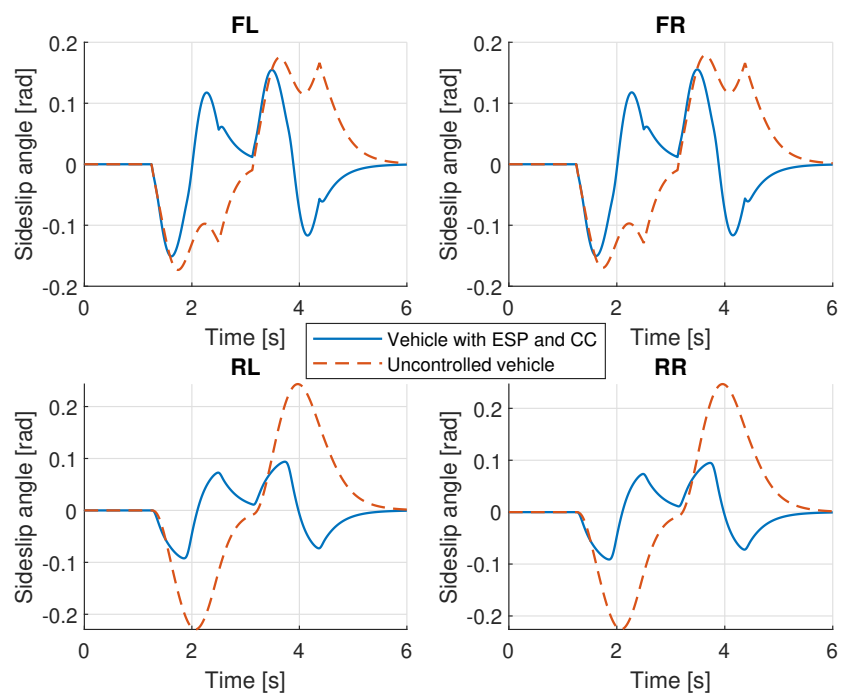 FL
0.2
0.1
0
-0.1
-0.2
Sideslip angle [rad]
0 2 4 6
Time [s]
FR
0.2
0.1
0
-0.1
-0.2
Sideslip angle [rad]
0 2 4 6
Time [s]
Vehicle with ESP and CC
Uncontrolled vehicle
RL
0.2
0.1
0
-0.1
-0.2
Sideslip angle [rad]
0 2 4 6
Time [s]
RR
0.2
0.1
0
-0.1
-0.2
Sideslip angle [rad]
0 2 4 6
Time [s]